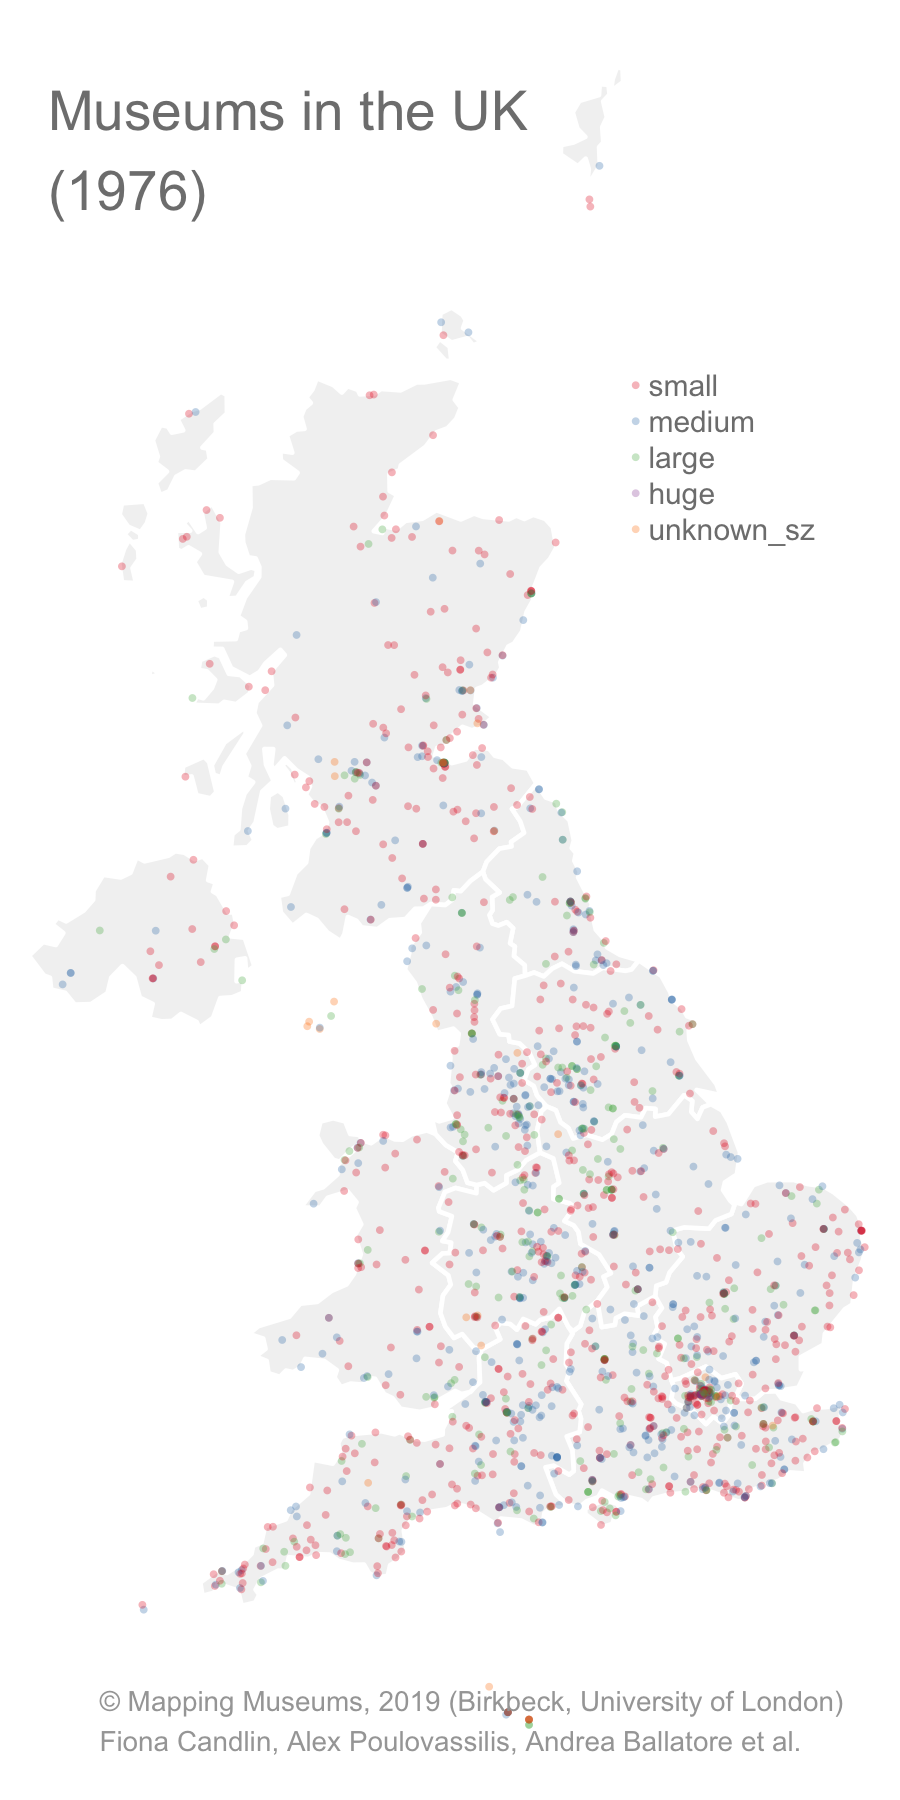 Museums in the UK
(1976)
small
medium
large
huge
unknown_sz
© Mapping Museums, 2019 (Birkbeck, University of London)
Fiona Candlin, Alex Poulovassilis, Andrea Ballatore et al.